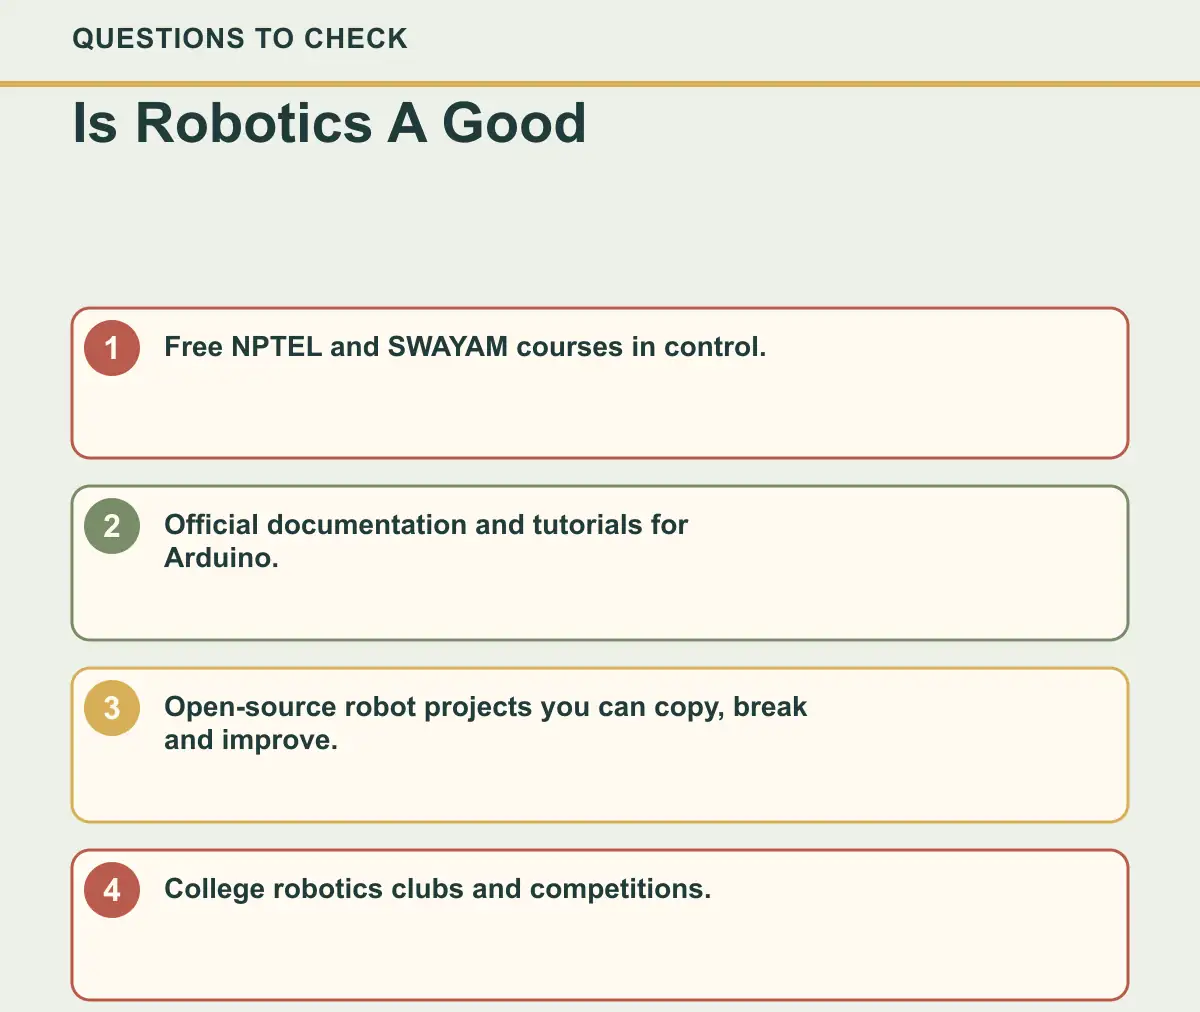 QUESTIONS TO CHECK
Is Robotics A Good
1 Free NPTEL and SWAYAM courses in control.
2 Official documentation and tutorials for
Arduino.
3 Open-source robot projects you can copy, break
and improve.
4 College robotics clubs and competitions.